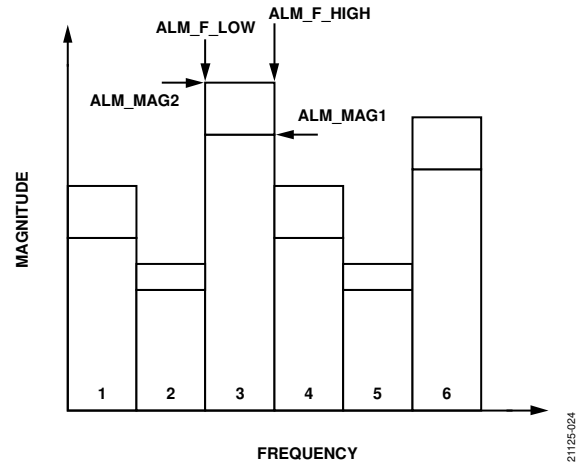 ALM_F_HIGH
ALM_F_LOW
ALM_MAG2
ALM_MAG1
MAGNITUDE
1 2 3 4 5 6
FREQUENCY
21125-024